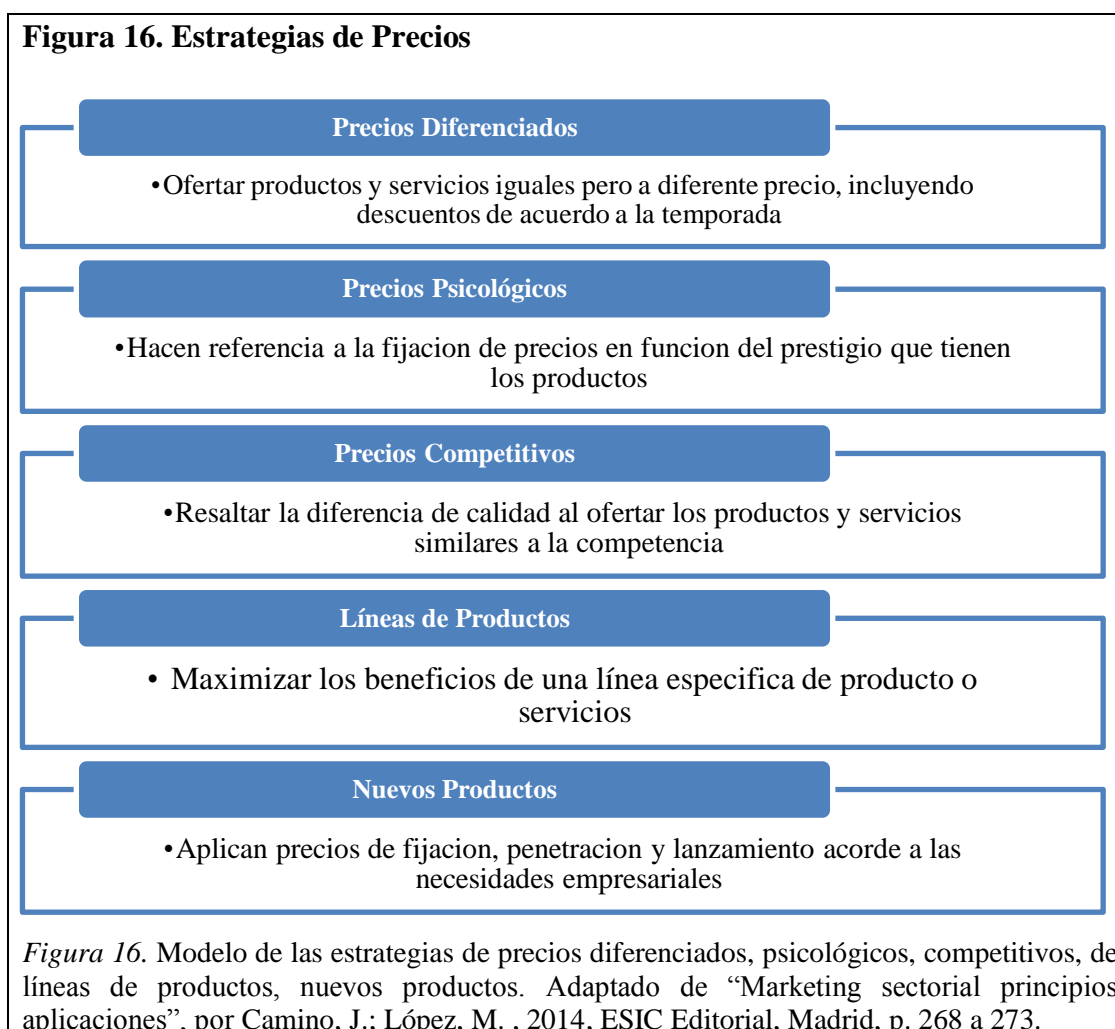 Figura 16. Estrategias de Precios
Precios Diferenciados
•Ofertar productos y servicios iguales pero a diferente precio, incluyendo
descuentos de acuerdo a la temporada
Precios Psicológicos
•Hacen referencia a la fijacion de precios en funcion del prestigio que tienen
los productos
Precios Competitivos
•Resaltar la diferencia de calidad al ofertar los productos y servicios
similares a la competencia
Líneas de Productos
• Maximizar los beneficios de una línea especifica de producto o
servicios
Nuevos Productos
•Aplican precios de fijacion, penetracion y lanzamiento acorde a las
necesidades empresariales
Figura 16. Modelo de las estrategias de precios diferenciados, psicológicos, competitivos, de
líneas de productos, nuevos productos. Adaptado de “Marketing sectorial principios
aplicaciones”, por Camino, J.; López, M. , 2014, ESIC Editorial, Madrid, p. 268 a 273.